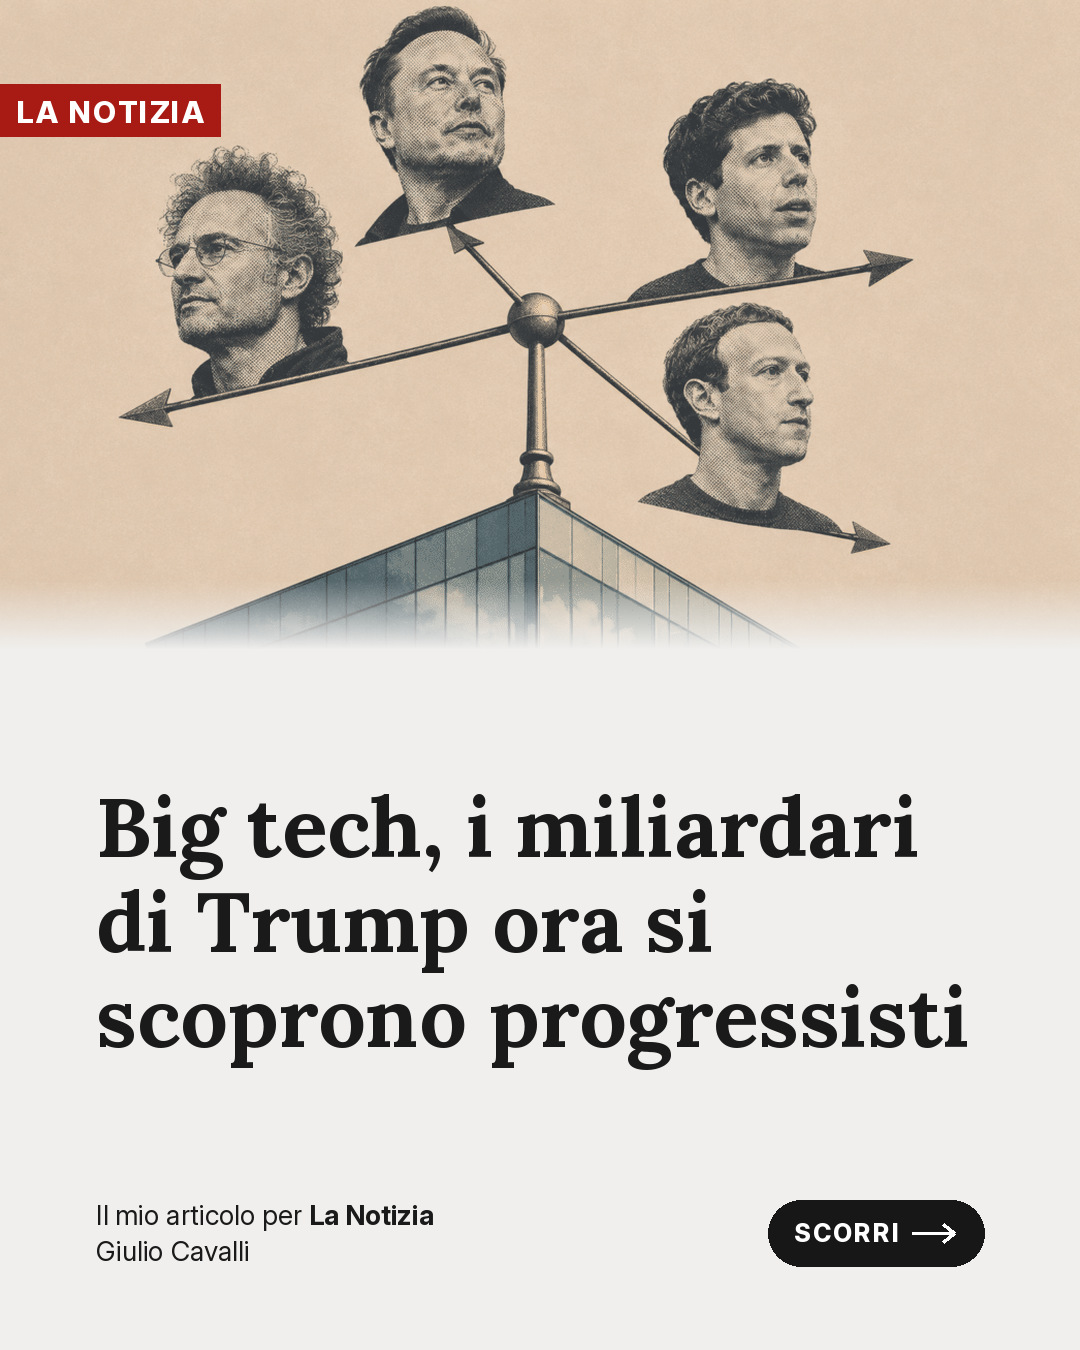 LA NOTIZIA
Big tech, i miliardari
di Trump ora si
scoprono progressisti
Il mio articolo per La Notizia
Giulio Cavalli
SCORRI